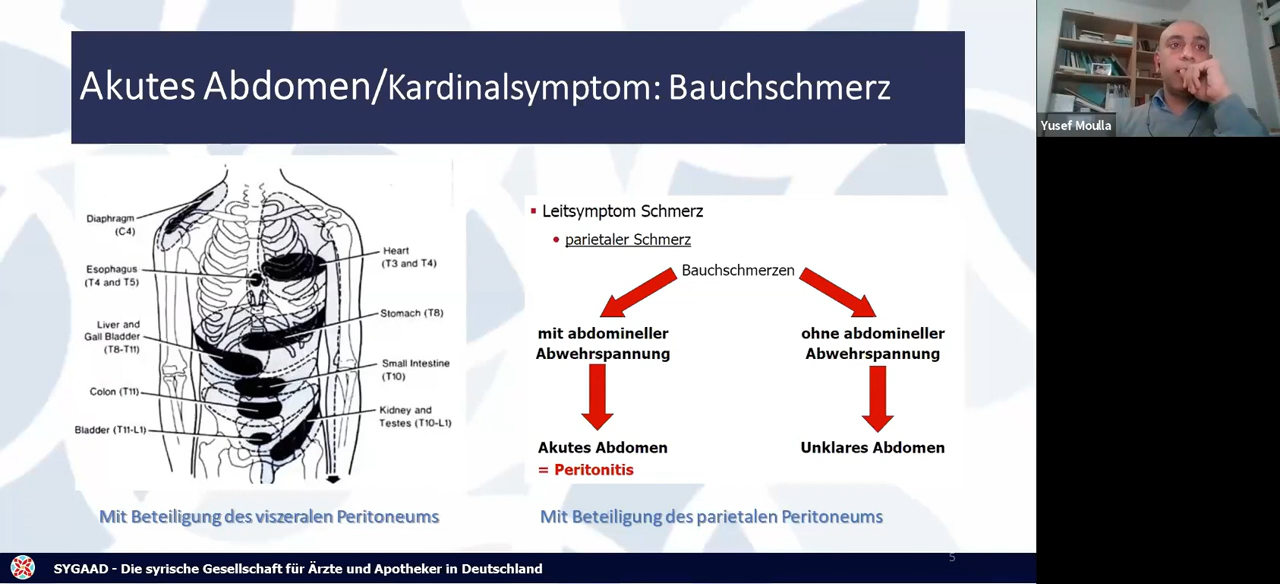 Akutes Abdomen/Kardinalsymptom: Bauchschmerz
Yusef Moulla
Diaphragm
(C4)
Esophagus
(T4 and T5)
Liver and
Gall Bladder
(T8-T11)
Colon (T11)
Bladder (T11-L1)
Heart
(T3 and T4)
Stomach (T8)
Small Intestine
(T10)
Kidney and
Testes (T10-L1)
Mit Beteiligung des viszeralen Peritoneums
Leitsymptom Schmerz
parietaler Schmerz
Bauchschmerzen
mit abdomineller
Abwehrspannung
ohne abdomineller
Abwehrspannung
Akutes Abdomen
= Peritonitis
Unklares Abdomen
Mit Beteiligung des parietalen Peritoneums
5
SYGAAD - Die syrische Gesellschaft für Ärzte und Apotheker in Deutschland